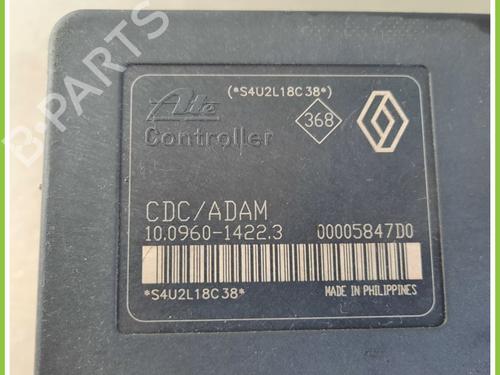 (*S4U2L18C38*)
Ate
368
Controller
CDC/ADAM
10.0960-1422.3 00005847D0
*S4U2L18C38*
MADE IN PHILIPPINES
B-PARTS